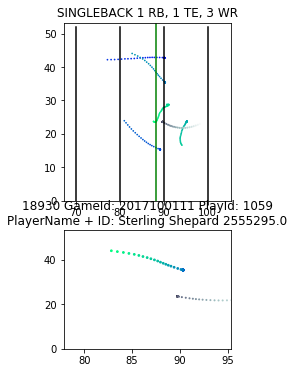 SINGLEBACK 1 RB, 1 TE, 3 WR
50
40
30
20
10
0
70 80 90 100
18930 GameId: 2017100111 PlayId: 1059
PlayerName + ID: Sterling Shepard 2555295.0
40
20
0
80 85 90 95